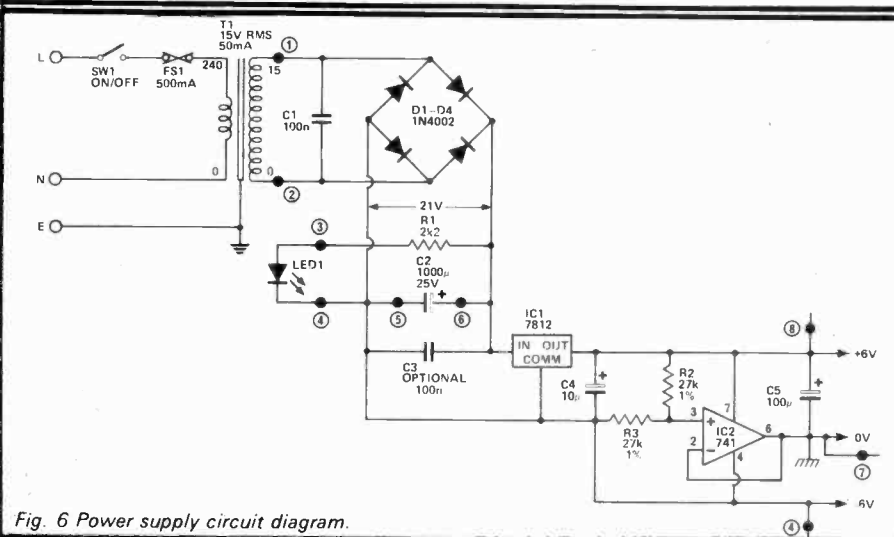 T1
15V RMS
50mA
L
SW1
ON/OFF
FS1
500mA
240
15
0
0
1
2
C1
100n
D1-D4
1N4002
N
E
21V
R1
2k2
3
LED1
4
C2
1000µ
25V
+
5
6
C3
OPTIONAL
100n
IC1
7812
IN OUT
COMM
C4
10µ
+
R2
27k
1%
R3
27k
1%
3
2
+
−
7
IC2
741
6
4
C5
100µ
+
8
+6V
0V
7
-6V
4
Fig. 6 Power supply circuit diagram.